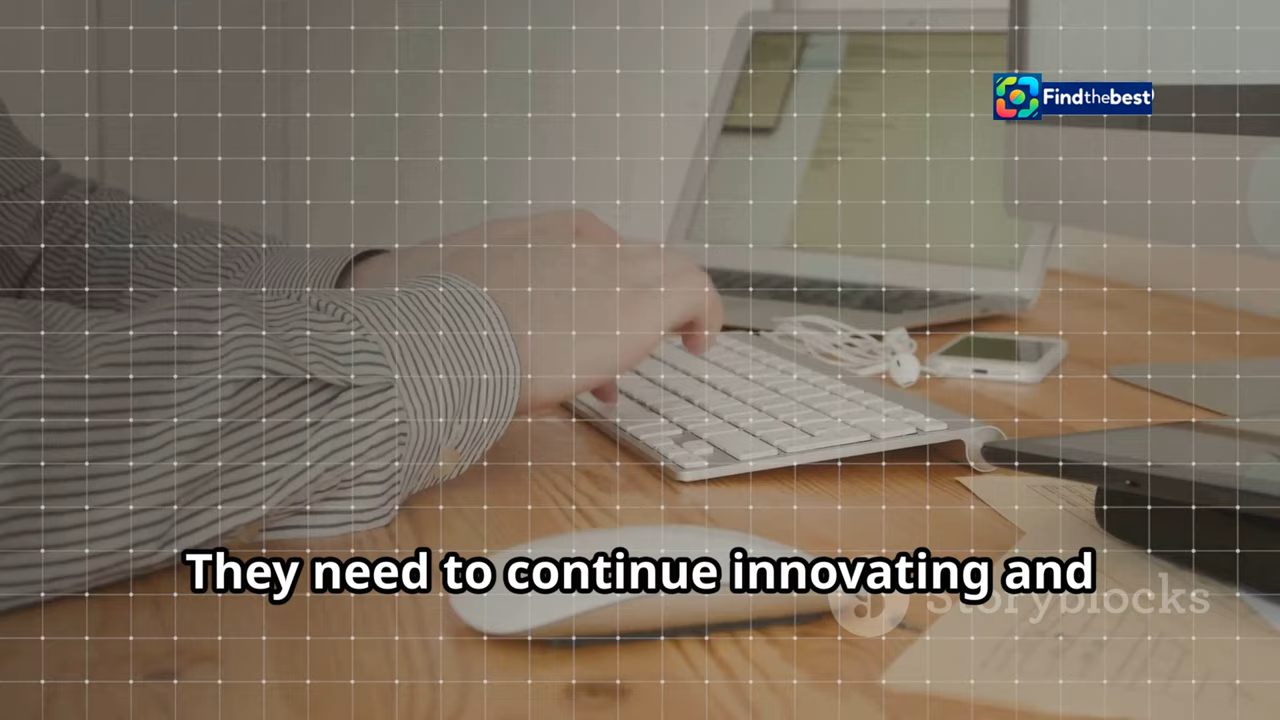 Findthebest
They need to continue innovating and
Storyblocks